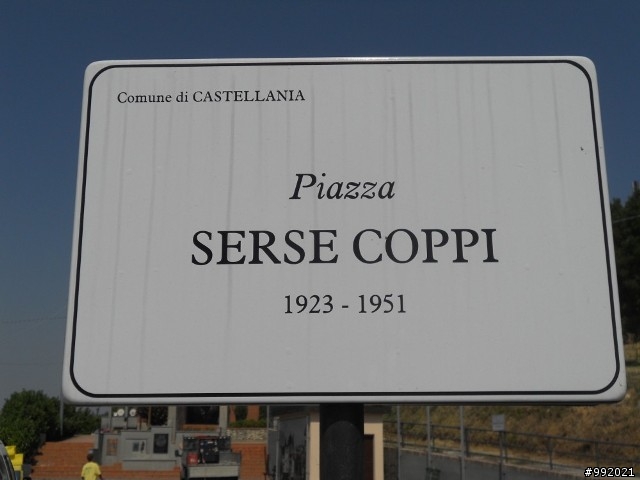 Comune di CASTELLANIA
Piazza
SERSE COPPI
1923 - 1951
#992021